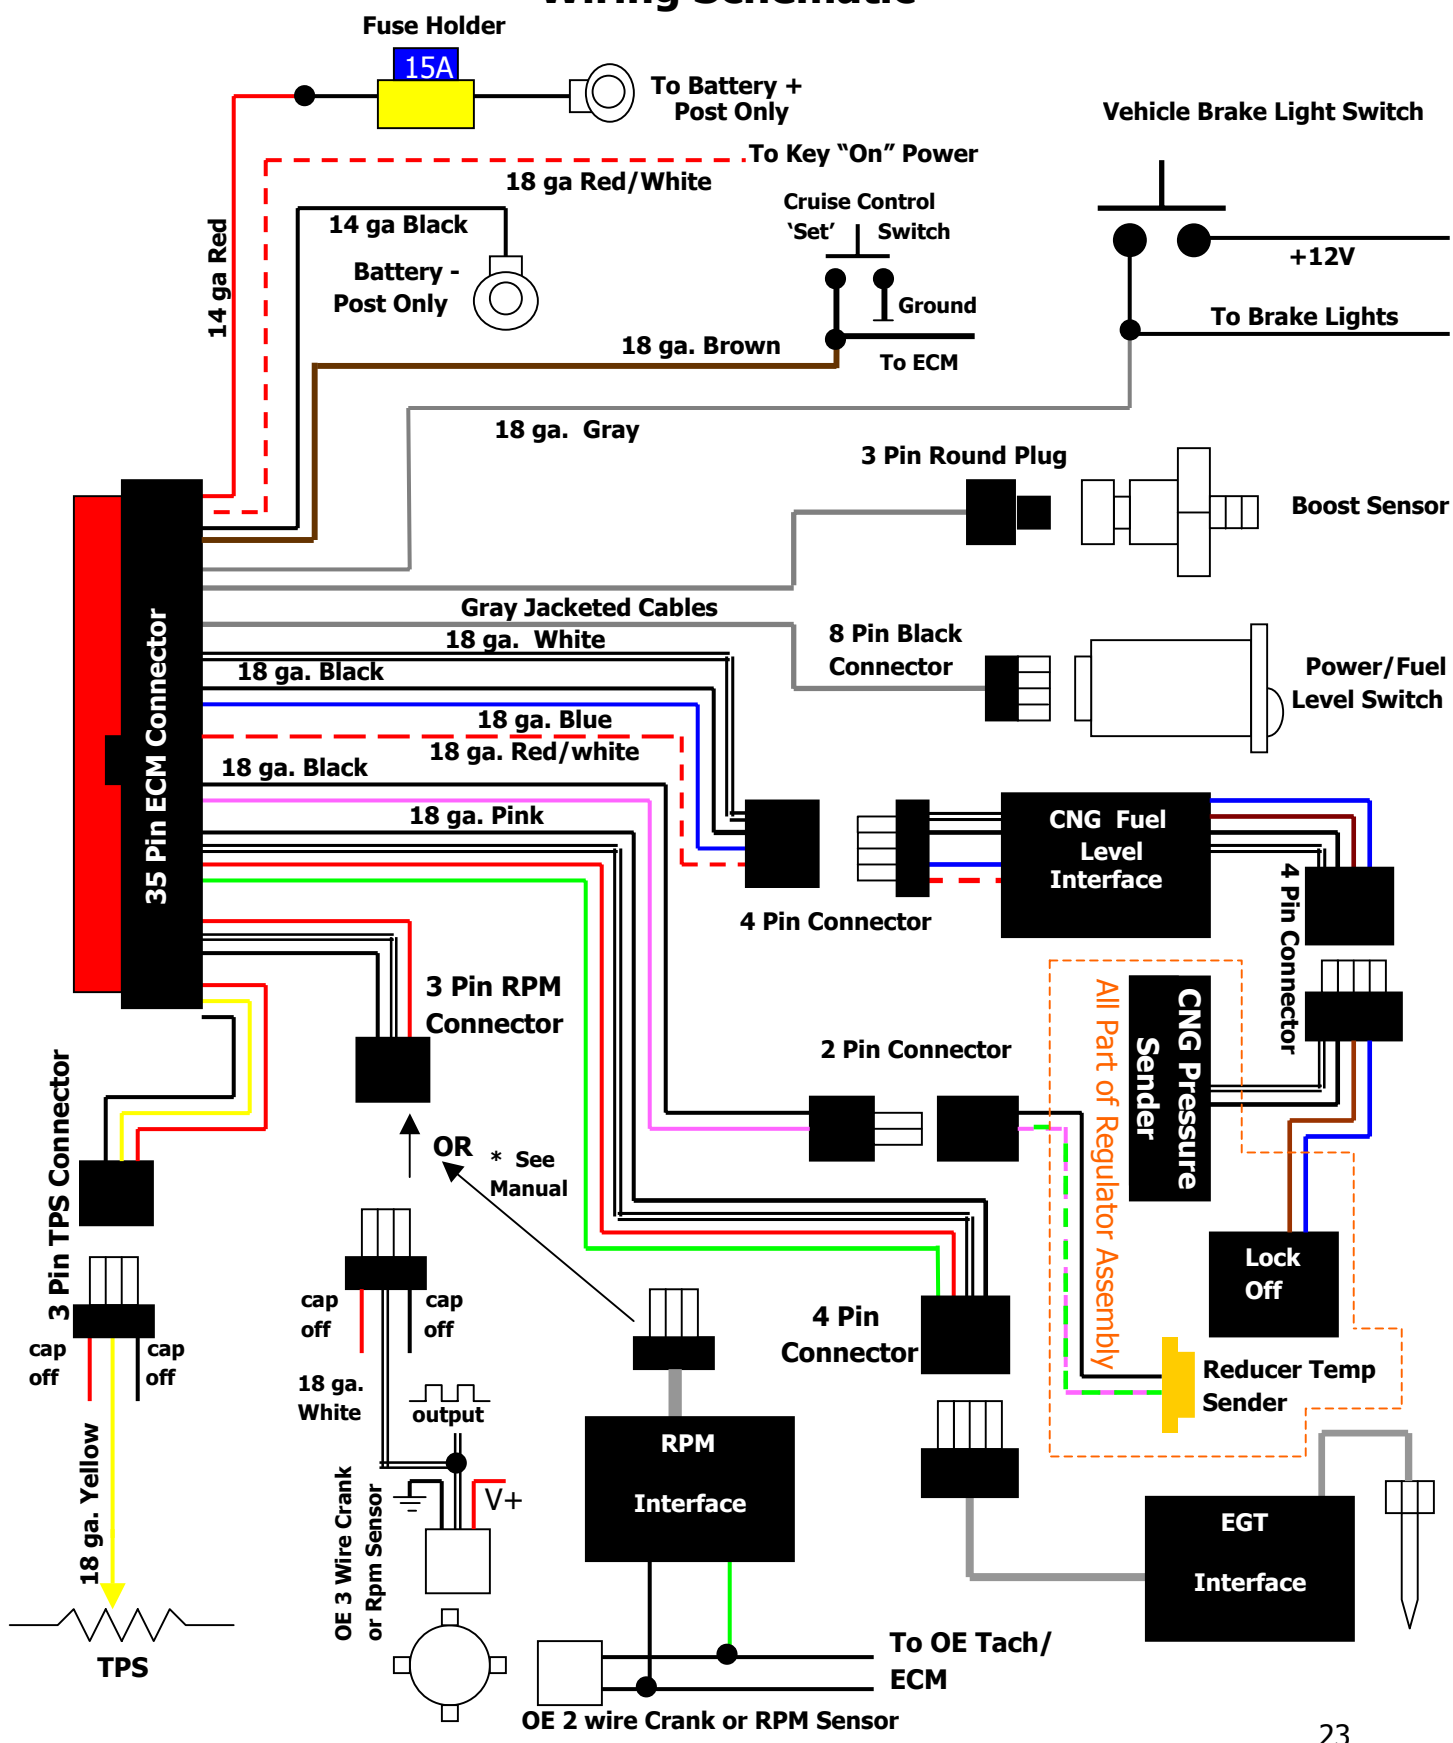 Wiring Schematic
Fuse Holder
15A
To Battery +
Post Only
Vehicle Brake Light Switch
To Key “On” Power
18 ga Red/White
Cruise Control
‘Set’ Switch
14 ga Black
14 ga Red
Battery -
Post Only
Ground
+12V
To Brake Lights
18 ga. Brown
To ECM
18 ga. Gray
3 Pin Round Plug
Boost Sensor
35 Pin ECM Connector
Gray Jacketed Cables
18 ga. White
8 Pin Black
Connector
18 ga. Black
Power/Fuel
Level Switch
18 ga. Blue
18 ga. Red/white
18 ga. Black
18 ga. Pink
CNG Fuel
Level
Interface
4 Pin Connector
4 Pin Connector
3 Pin RPM
Connector
All Part of Regulator Assembly
CNG Pressure
Sender
2 Pin Connector
3 Pin TPS Connector
OR
* See
Manual
Lock
Off
cap
off
cap
off
4 Pin
Connector
cap
off
cap
off
Reducer Temp
Sender
18 ga.
White
output
18 ga. Yellow
RPM
Interface
V+
OE 3 Wire Crank
or Rpm Sensor
EGT
Interface
TPS
To OE Tach/
ECM
OE 2 wire Crank or RPM Sensor
23